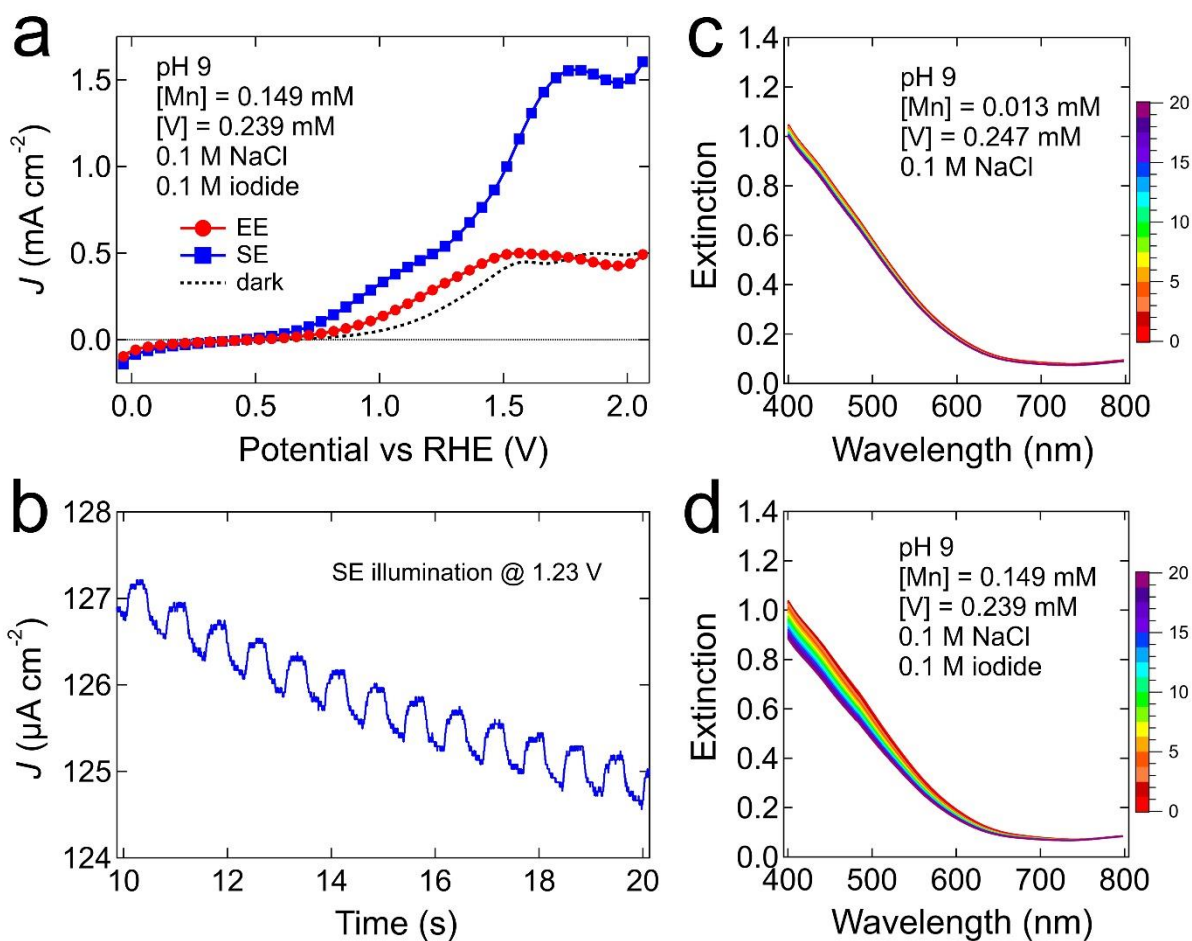 a
pH 9
[Mn] = 0.149 mM
[V] = 0.239 mM
0.1 M NaCl
0.1 M iodide
EE
SE
dark
J (mA cm-2)
1.5
1.0
0.5
0.0
0.0 0.5 1.0 1.5 2.0
Potential vs RHE (V)
b
SE illumination @ 1.23 V
J (µA cm-2)
128
127
126
125
124
10 12 14 16 18 20
Time (s)
c
pH 9
[Mn] = 0.013 mM
[V] = 0.247 mM
0.1 M NaCl
Extinction
1.4
1.2
1.0
0.8
0.6
0.4
0.2
0.0
400 500 600 700 800
Wavelength (nm)
20
15
10
5
0
d
pH 9
[Mn] = 0.149 mM
[V] = 0.239 mM
0.1 M NaCl
0.1 M iodide
Extinction
1.4
1.2
1.0
0.8
0.6
0.4
0.2
0.0
400 500 600 700 800
Wavelength (nm)
20
15
10
5
0